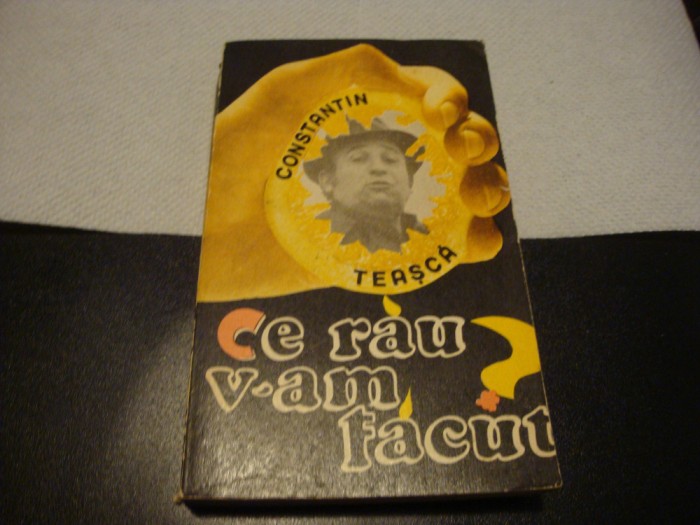 CONSTANTIN
TEAȘCĂ
Ce rău
v-am
făcut?